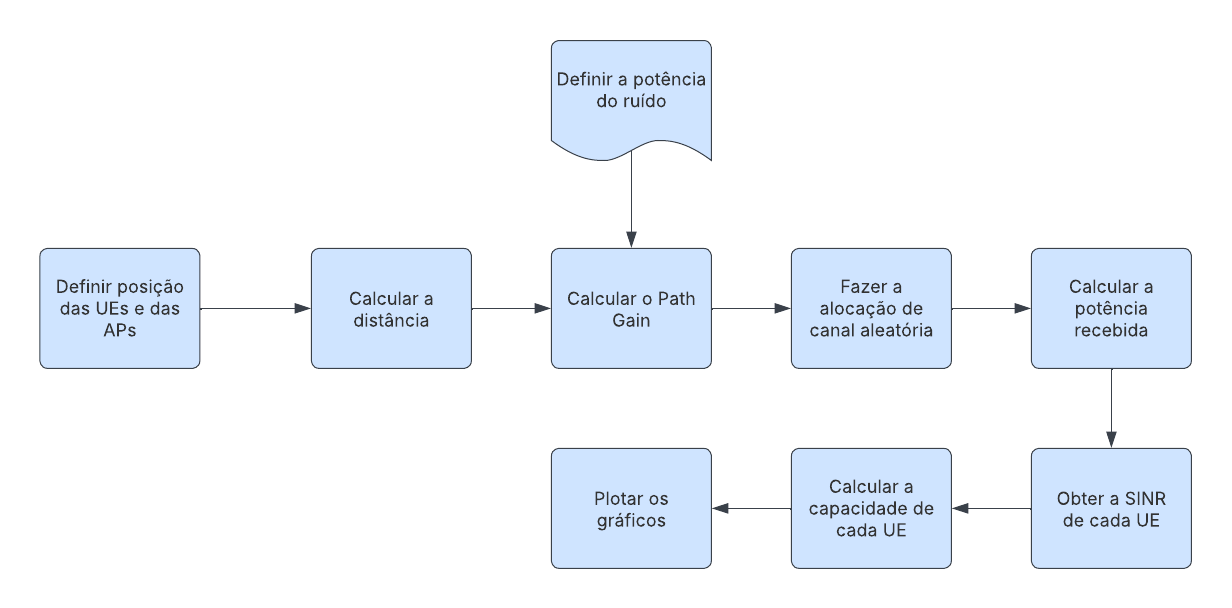 Definir a potência
do ruído
Definir posição
das UEs e das
APs
Calcular a
distância
Calcular o Path
Gain
Fazer a
alocação de
canal aleatória
Calcular a
potência
recebida
Obter a SINR
de cada UE
Calcular a
capacidade de
cada UE
Plotar os
gráficos